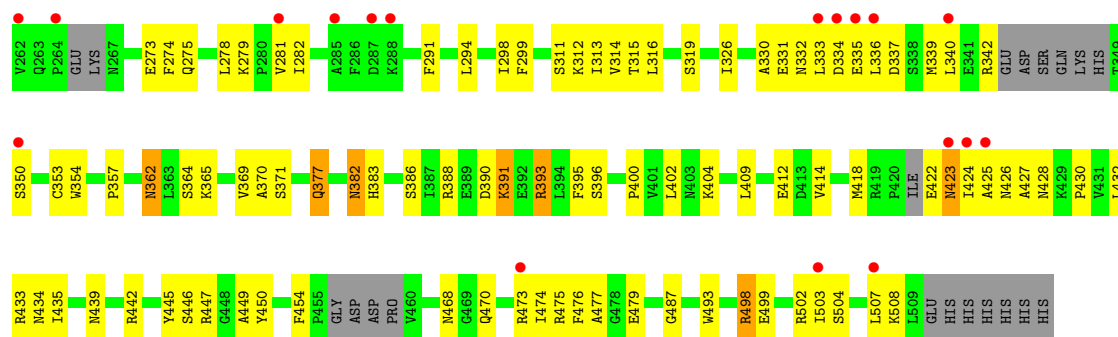 V262 Q263 P264 GLU LYS N267 E273 F274 Q275 L278 K279 P280 V281 I282 A285 F286 D287 K288 F291 L294 I298 F299 S311 K312 I313 V314 T315 L316 S319 I326 A330 E331 N332 L333 D334 E335 L336 D337 S338 M339 L340 E341 R342 GLU ASP SER GLN LYS HIS T349
S350 C353 W354 P357 N362 L363 S364 K365 V369 A370 S371 Q377 N382 H383 S386 I387 R388 E389 D390 K391 E392 R393 L394 F395 S396 P400 V401 L402 N403 K404 L409 E412 D413 V414 M418 R419 P420 ILE E422 N423 I424 A425 N426 A427 N428 K429 P430 V431 L432
R433 N434 I435 N439 R442 Y445 S446 R447 G448 A449 Y450 F454 P455 GLY ASP ASP PRO V460 N468 C469 Q470 R473 I474 R475 F476 A477 G478 E479 G487 W493 R498 E499 R502 I503 S504 L507 K508 L509 GLU HIS HIS HIS HIS HIS HIS